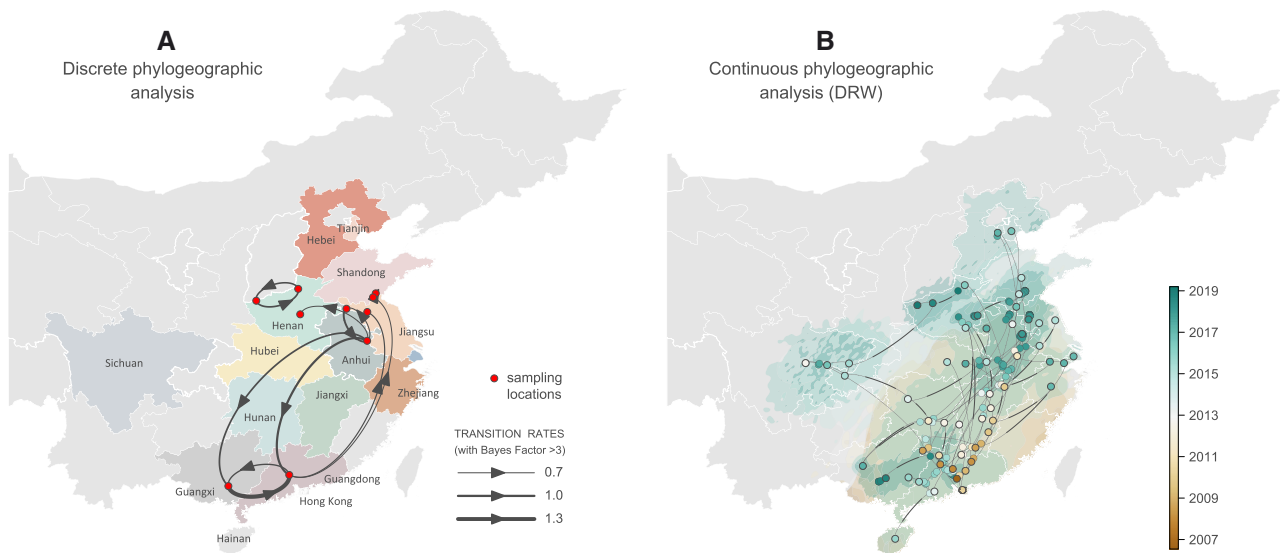 A
Discrete phylogeographic
analysis
Tianjin
Hebei
Shandong
Henan
Jiangsu
Sichuan
Hubei
Anhui
Zhejiang
Jiangxi
Hunan
Guangxi
Guangdong
Hong Kong
Hainan
sampling
locations
TRANSITION RATES
(with Bayes Factor >3)
0.7
1.0
1.3
B
Continuous phylogeographic
analysis (DRW)
2019
2017
2015
2013
2011
2009
2007